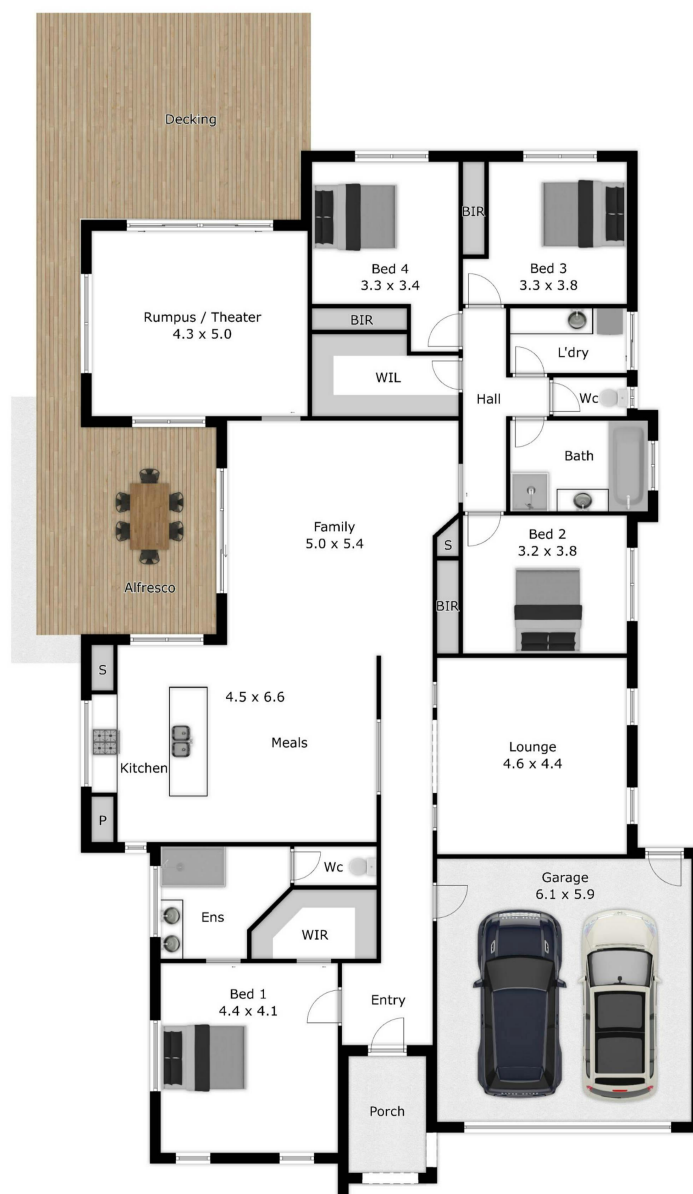 Decking
BIR
Bed 4
3.3 x 3.4
Bed 3
3.3 x 3.8
Rumpus / Theater
4.3 x 5.0
BIR
L'dry
WIL
Hall
Wc
Bath
Family
5.0 x 5.4
Bed 2
3.2 x 3.8
S
Alfresco
BIR
S
4.5 x 6.6
Meals
Lounge
4.6 x 4.4
Kitchen
P
Wc
Garage
6.1 x 5.9
Ens
WIR
Bed 1
4.4 x 4.1
Entry
Porch